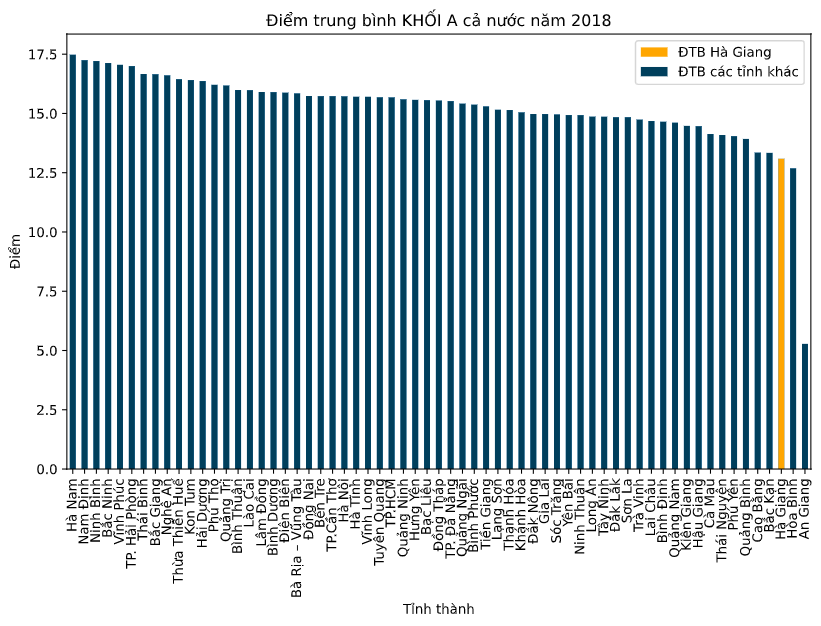 Điểm trung bình KHỐI A cả nước năm 2018
ĐTB Hà Giang
ĐTB các tỉnh khác
Điểm
17.5
15.0
12.5
10.0
7.5
5.0
2.5
0.0
Hà Nam
Nam Định
Ninh Bình
Bắc Ninh
Vĩnh Phúc
TP. Hải Phòng
Thái Bình
Bắc Giang
Nghệ An
Thừa Thiên Huế
Kon Tum
Hải Dương
Phú Thọ
Quảng Trị
Bình Thuận
Lào Cai
Lâm Đồng
Bình Dương
Điện Biên
Bà Rịa – Vũng Tàu
Đồng Nai
Bến Tre
TP.Cần Thơ
Hà Nội
Hà Tĩnh
Vĩnh Long
Tuyên Quang
TP.HCM
Quảng Ninh
Hưng Yên
Bạc Liêu
Đồng Tháp
TP. Đà Nẵng
Quảng Ngãi
Bình Phước
Tiền Giang
Lạng Sơn
Thanh Hóa
Khánh Hòa
Đắk Nông
Gia Lai
Sóc Trăng
Yên Bái
Ninh Thuận
Long An
Tây Ninh
Đắk Lắk
Sơn La
Trà Vinh
Lai Châu
Bình Định
Quảng Nam
Kiên Giang
Hậu Giang
Cà Mau
Thái Nguyên
Phú Yên
Quảng Bình
Cao Bằng
Bắc Kạn
Hà Giang
Hòa Bình
An Giang
Tỉnh thành